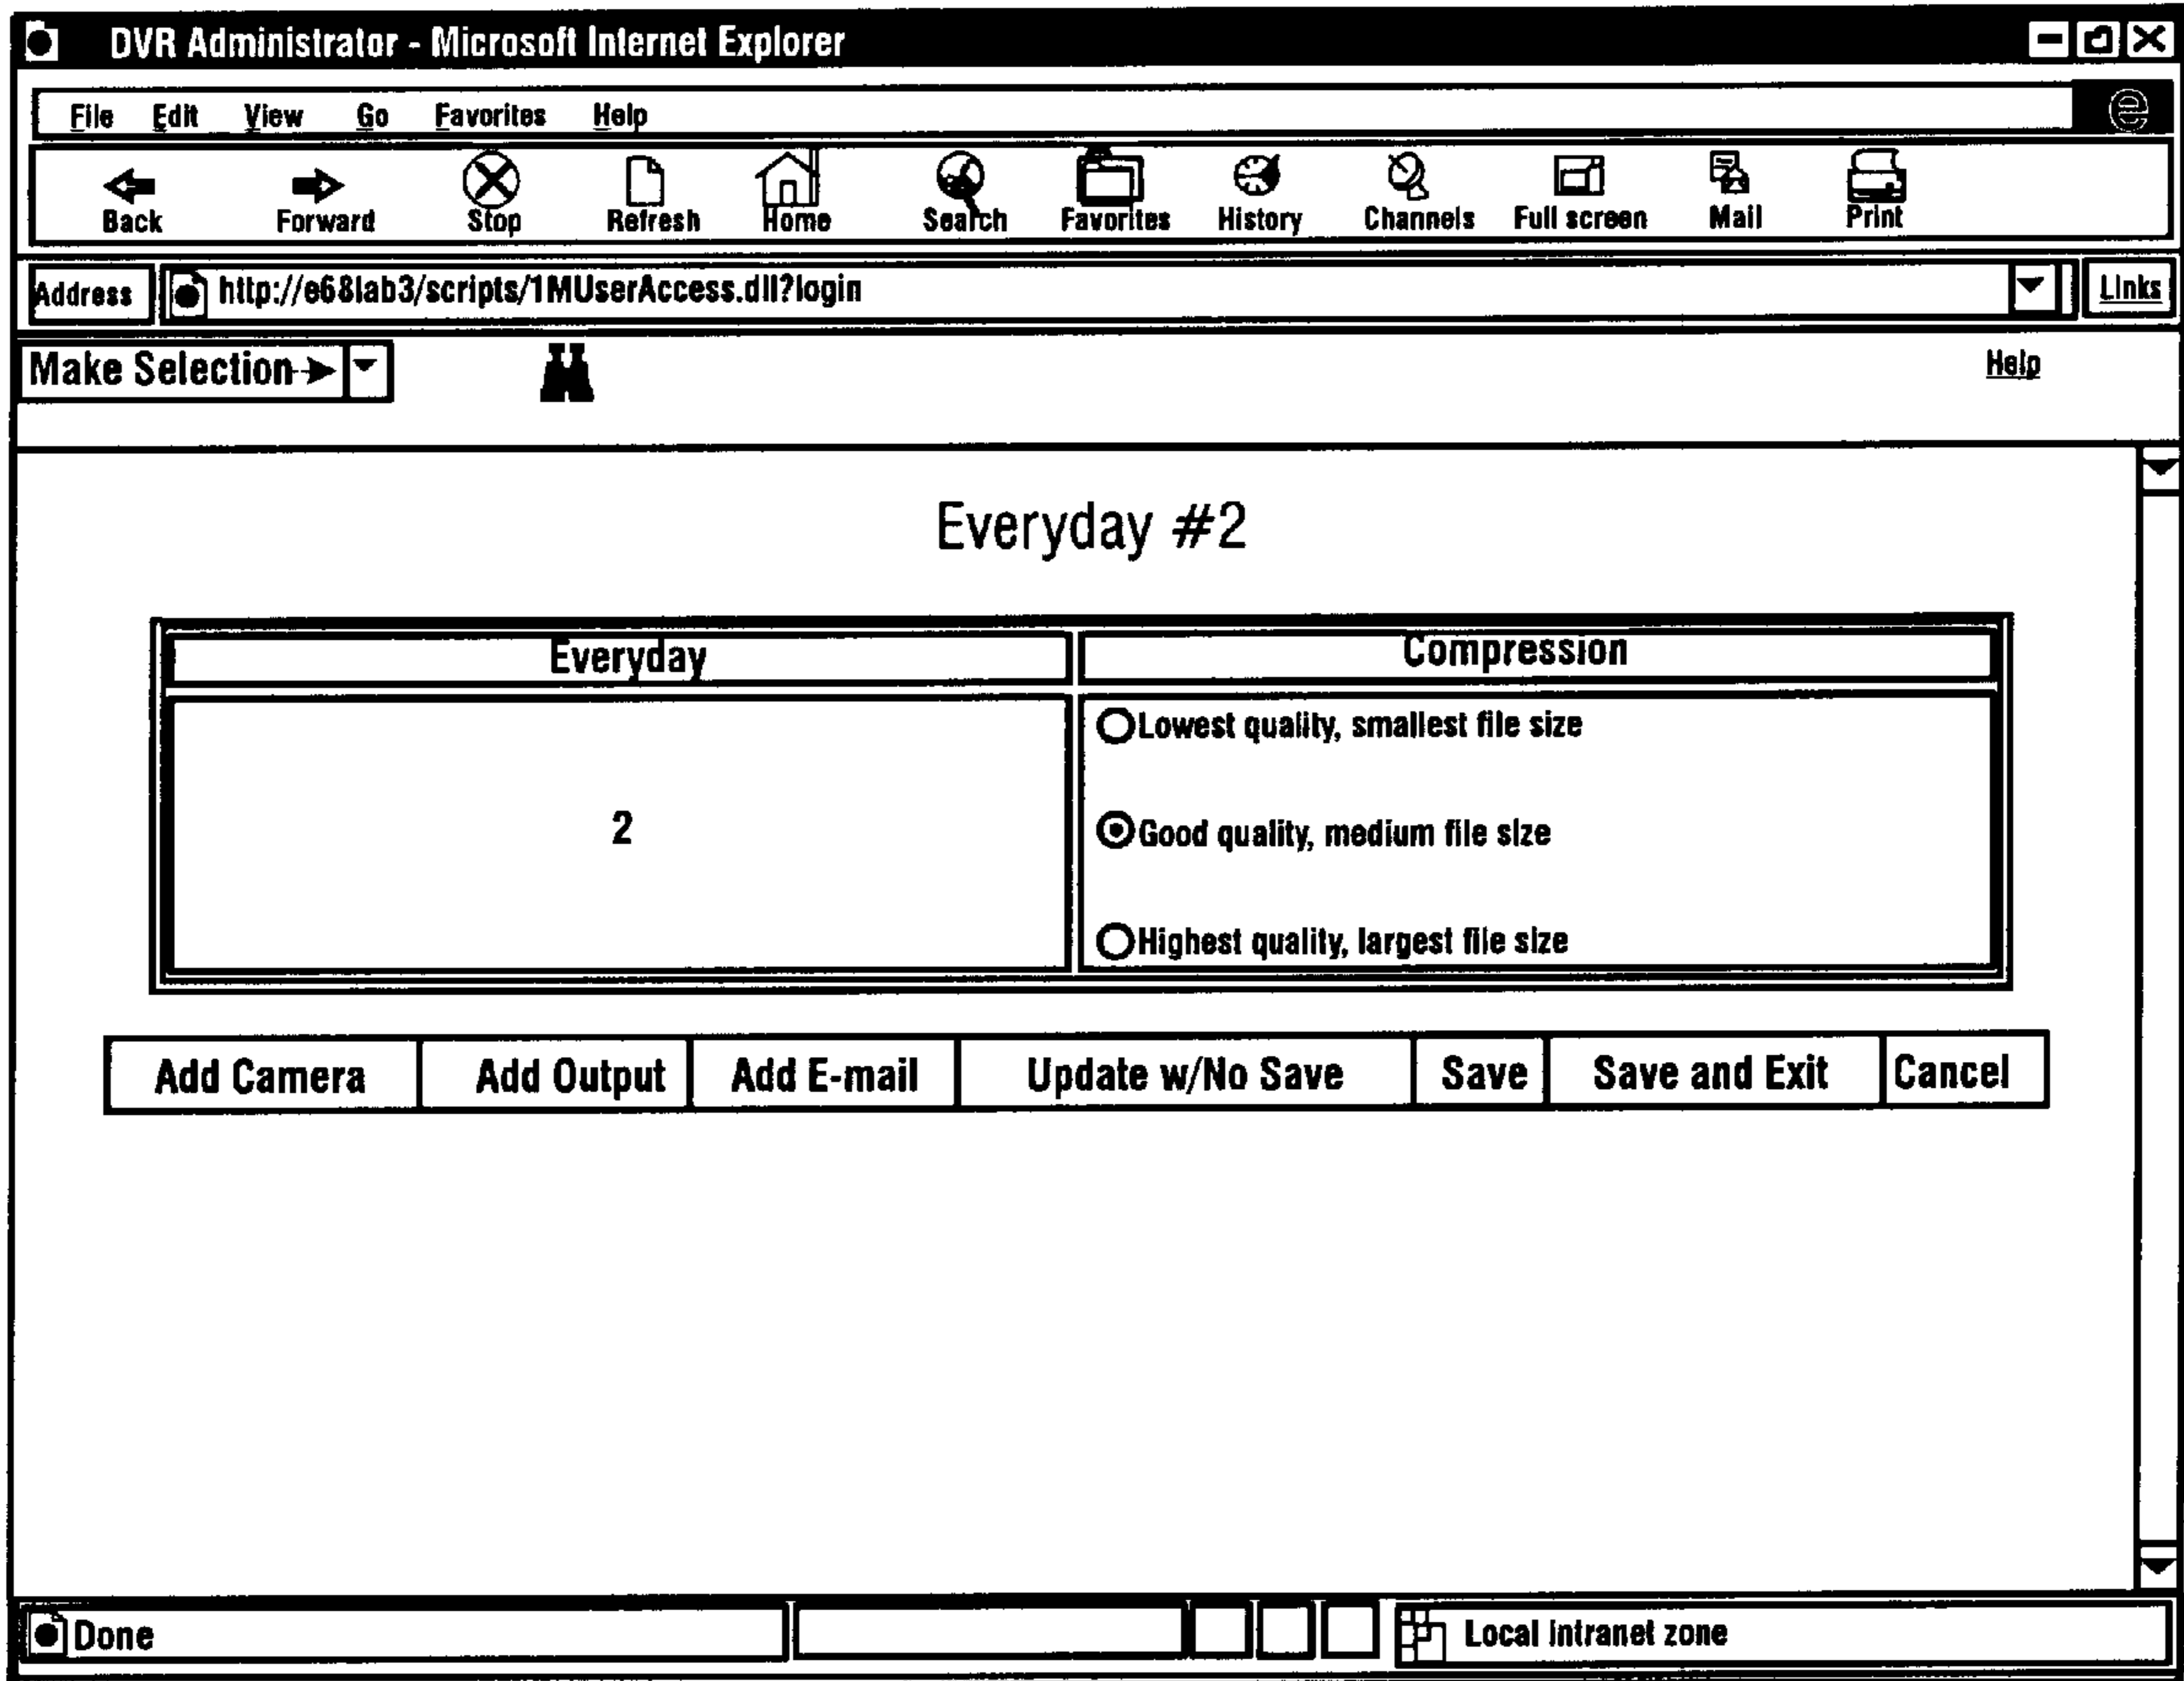 DVR Administrator - Microsoft Internet Explorer
File Edit View Go Favorites Help
Back Forward Stop Refresh Home Search Favorites History Channels Full screen Mail Print
Address http://e68lab3/scripts/1MUserAccess.dll?login Links
Make Selection Help
Everyday #2
Everyday Compression
Lowest quality, smallest file size
2 Good quality, medium file size
Highest quality, largest file size
Add Camera Add Output Add E-mail Update w/No Save Save Save and Exit Cancel
Done Local intranet zone